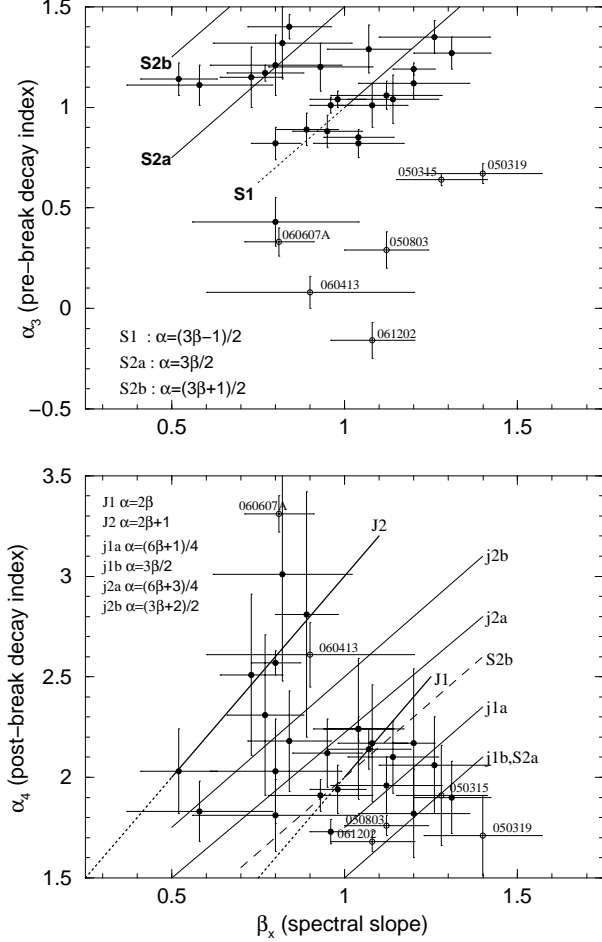 1.5
S2b
1
S2a
S1
050315
050319
0.5
060607A
050803
060413
0
061202
S1 : α=(3β−1)/2
S2a : α=3β/2
S2b : α=(3β+1)/2
−0.5
0.5
1
1.5
α3 (pre−break decay index)
3.5
J1 α=2β
J2 α=2β+1
j1a α=(6β+1)/4
j1b α=3β/2
j2a α=(6β+3)/4
j2b α=(3β+2)/2
060607A
J2
3
j2b
j2a
060413
S2b
2.5
J1
j1a
j1b,S2a
2
050315
050803
061202
050319
1.5
0.5
1
1.5
α4 (post−break decay index)
βx (spectral slope)